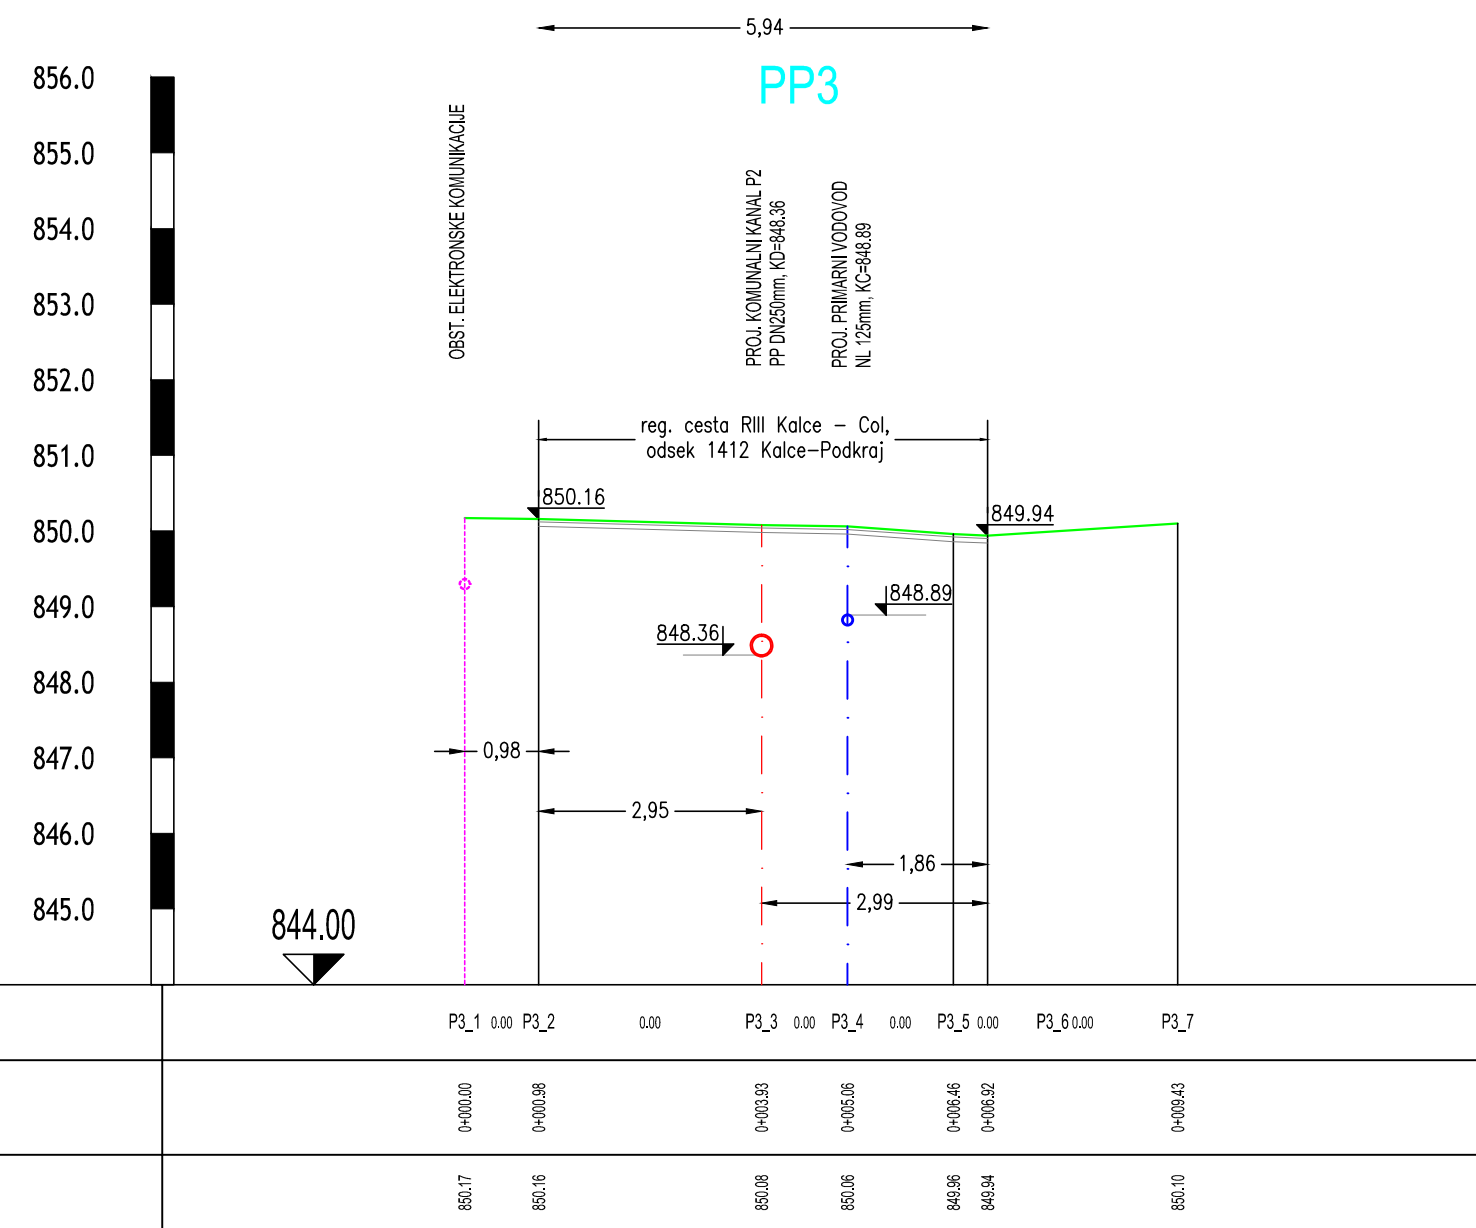 5,94
PP3
856.0
855.0
854.0
853.0
852.0
851.0
850.0
849.0
848.0
847.0
846.0
845.0
OBST. ELEKTRONSKE KOMUNIKACIJE
PROJ. KOMUNALNI KANAL P2
PP DN250mm, KD=848.36
PROJ. PRIMARNI VODOVOD
NL 125mm, KC=848.89
reg. cesta RIII Kalce – Col,
odsek 1412 Kalce–Podkraj
850.16
849.94
848.89
848.36
0,98
2,95
1,86
2,99
844.00
P3_1 0.00 P3_2 0.00 P3_3 0.00 P3_4 0.00 P3_5 0.00 P3_6 0.00 P3_7
0+000.00 0+000.98 0+003.93 0+005.06 0+006.46 0+006.92 0+009.43
850.17 850.16 850.08 850.06 849.96 849.94 850.10